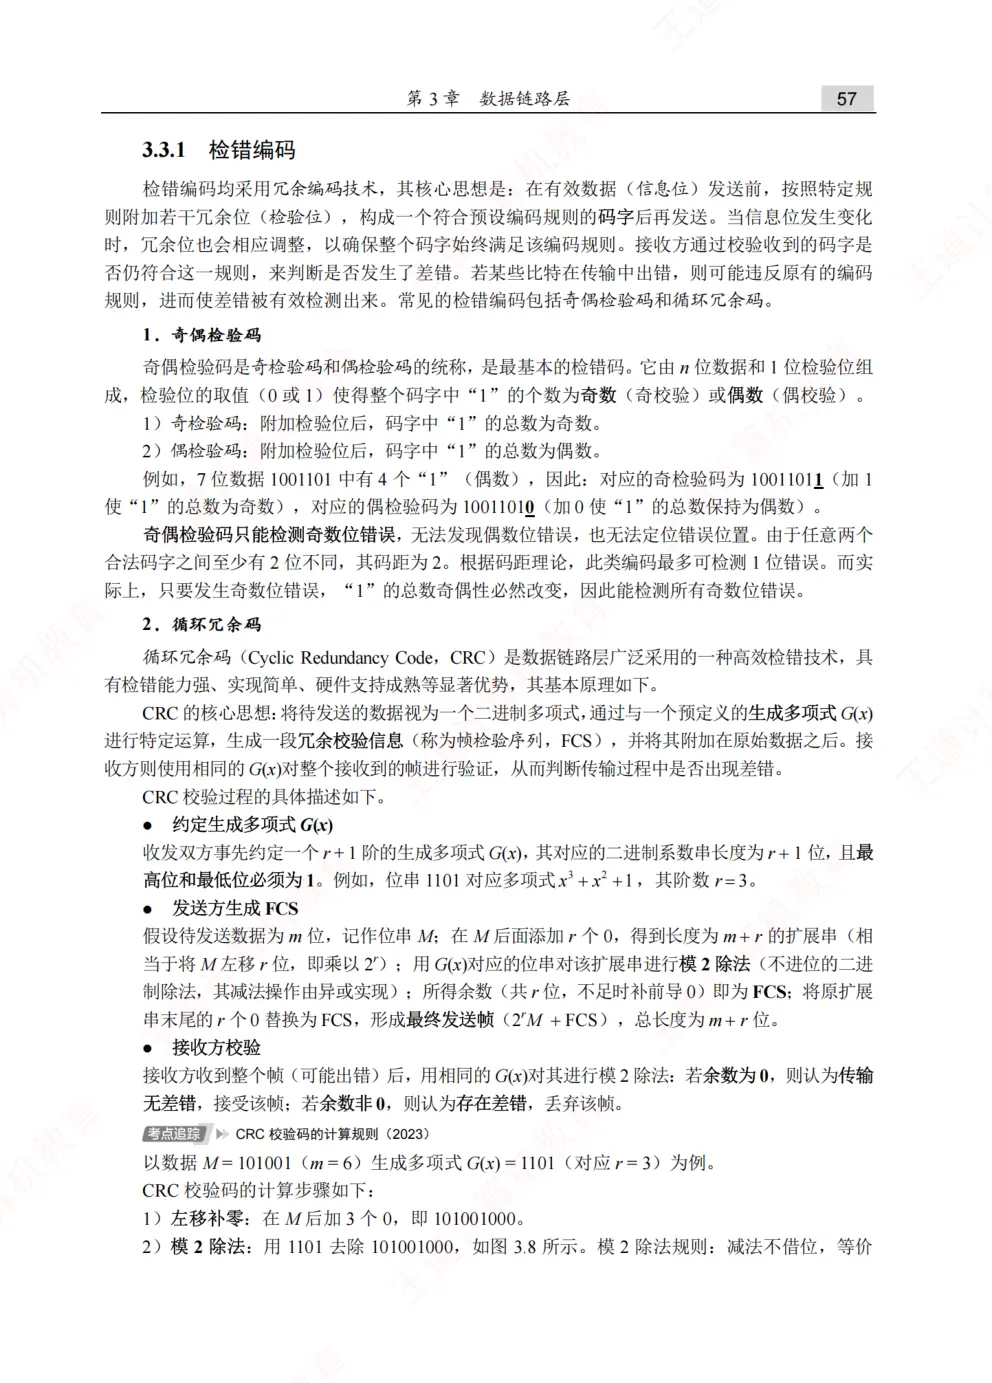 第 3 章 数据链路层 57
3.3.1 检错编码
检错编码均采用冗余编码技术，其核心思想是：在有效数据（信息位）发送前，按照特定规
则附加若干冗余位（检验位），构成一个符合预设编码规则的码字后再发送。当信息位发生变化
时，冗余位也会相应调整，以确保整个码字始终满足该编码规则。接收方通过校验收到的码字是
否仍符合这一规则，来判断是否发生了差错。若某些比特在传输中出错，则可能违反原有的编码
规则，进而使差错被有效检测出来。常见的检错编码包括奇偶检验码和循环冗余码。
1．奇偶检验码
奇偶检验码是奇检验码和偶检验码的统称，是最基本的检错码。它由 n 位数据和 1 位检验位组
成，检验位的取值（0 或 1）使得整个码字中“1”的个数为奇数（奇校验）或偶数（偶校验）。
1）奇检验码：附加检验位后，码字中“1”的总数为奇数。
2）偶检验码：附加检验位后，码字中“1”的总数为偶数。
例如，7 位数据 1001101 中有 4 个“1”（偶数），因此：对应的奇检验码为 10011011（加 1
使“1”的总数为奇数），对应的偶检验码为 10011010（加 0 使“1”的总数保持为偶数）。
奇偶检验码只能检测奇数位错误，无法发现偶数位错误，也无法定位错误位置。由于任意两个
合法码字之间至少有 2 位不同，其码距为 2。根据码距理论，此类编码最多可检测 1 位错误。而实
际上，只要发生奇数位错误，“1”的总数奇偶性必然改变，因此能检测所有奇数位错误。
2．循环冗余码
循环冗余码（Cyclic Redundancy Code，CRC）是数据链路层广泛采用的一种高效检错技术，具
有检错能力强、实现简单、硬件支持成熟等显著优势，其基本原理如下。
CRC 的核心思想：将待发送的数据视为一个二进制多项式，通过与一个预定义的生成多项式 G(x)
进行特定运算，生成一段冗余校验信息（称为帧检验序列，FCS），并将其附加在原始数据之后。接
收方则使用相同的 G(x)对整个接收到的帧进行验证，从而判断传输过程中是否出现差错。
CRC 校验过程的具体描述如下。
● 约定生成多项式 G(x)
收发双方事先约定一个 r + 1 阶的生成多项式 G(x)，其对应的二进制系数串长度为 r + 1 位，且最
高位和最低位必须为 1。例如，位串 1101 对应多项式 x³ + x² +1，其阶数 r = 3。
● 发送方生成 FCS
假设待发送数据为 m 位，记作位串 M；在 M 后面添加 r 个 0，得到长度为 m + r 的扩展串（相
当于将 M 左移 r 位，即乘以 2ʳ）；用 G(x)对应的位串对该扩展串进行模 2 除法（不进位的二进
制除法，其减法操作由异或实现）；所得余数（共 r 位，不足时补前导 0）即为 FCS；将原扩展
串末尾的 r 个 0 替换为 FCS，形成最终发送帧（2ʳM + FCS），总长度为 m + r 位。
● 接收方校验
接收方收到整个帧（可能出错）后，用相同的 G(x)对其进行模 2 除法：若余数为 0，则认为传输
无差错，接受该帧；若余数非 0，则认为存在差错，丢弃该帧。
考点追踪 CRC 校验码的计算规则（2023）
以数据 M = 101001（m = 6）生成多项式 G(x) = 1101（对应 r = 3）为例。
CRC 校验码的计算步骤如下：
1）左移补零：在 M 后加 3 个 0，即 101001000。
2）模 2 除法：用 1101 去除 101001000，如图 3.8 所示。模 2 除法规则：减法不借位，等价